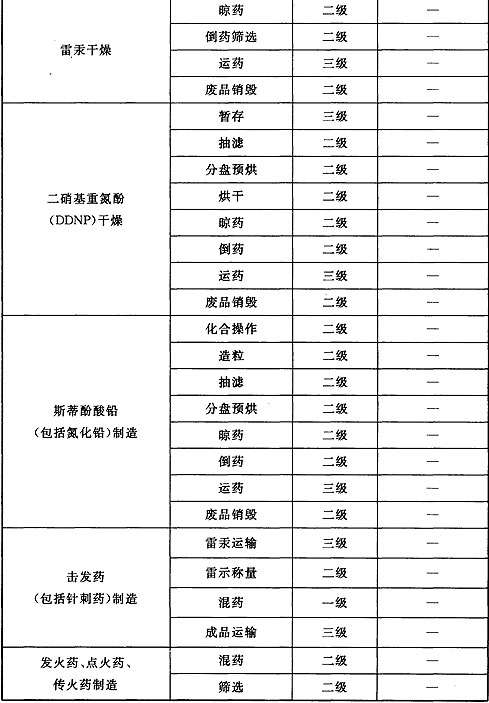 雷汞干燥
晾药 二级 —
倒药筛选 二级 —
运药 三级 —
废品销毁 二级 —
二硝基重氮酚
(DDNP)干燥
暂存 三级 —
抽滤 二级 —
分盘预烘 二级 —
烘干 二级 —
晾药 二级 —
倒药 二级 —
运药 三级 —
废品销毁 二级 —
斯蒂酚酸铅
(包括氮化铅)制造
化合操作 二级 —
造粒 二级 —
抽滤 二级 —
分盘预烘 二级 —
晾药 二级 —
倒药 二级 —
运药 三级 —
废品销毁 二级 —
击发药
(包括针刺药)制造
雷汞运输 三级 —
雷示称量 二级 —
混药 一级 —
成品运输 三级 —
发火药、点火药、
传火药制造
混药 二级 —
筛选 二级 —